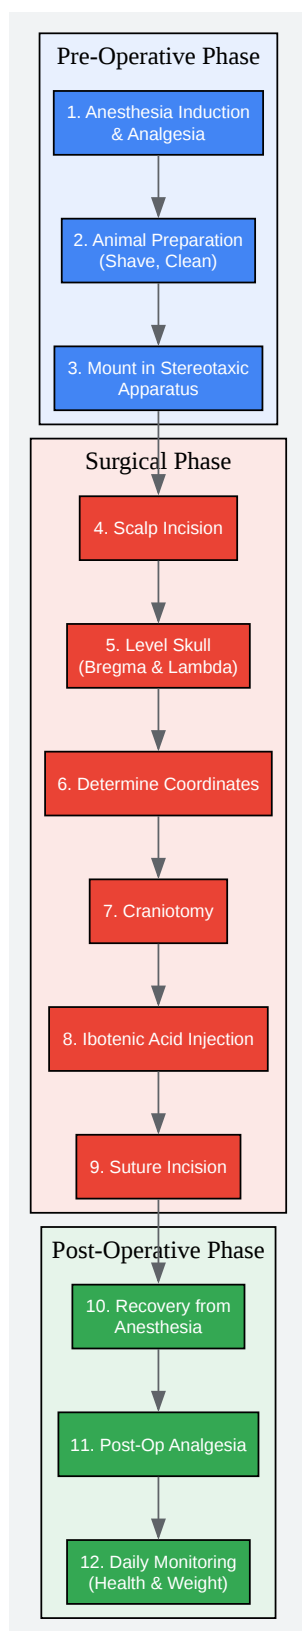 Pre-Operative Phase
1. Anesthesia Induction
& Analgesia
2. Animal Preparation
(Shave, Clean)
3. Mount in Stereotaxic
Apparatus
Surgical Phase
4. Scalp Incision
5. Level Skull
(Bregma & Lambda)
6. Determine Coordinates
7. Craniotomy
8. Ibotenic Acid Injection
9. Suture Incision
Post-Operative Phase
10. Recovery from
Anesthesia
11. Post-Op Analgesia
12. Daily Monitoring
(Health & Weight)